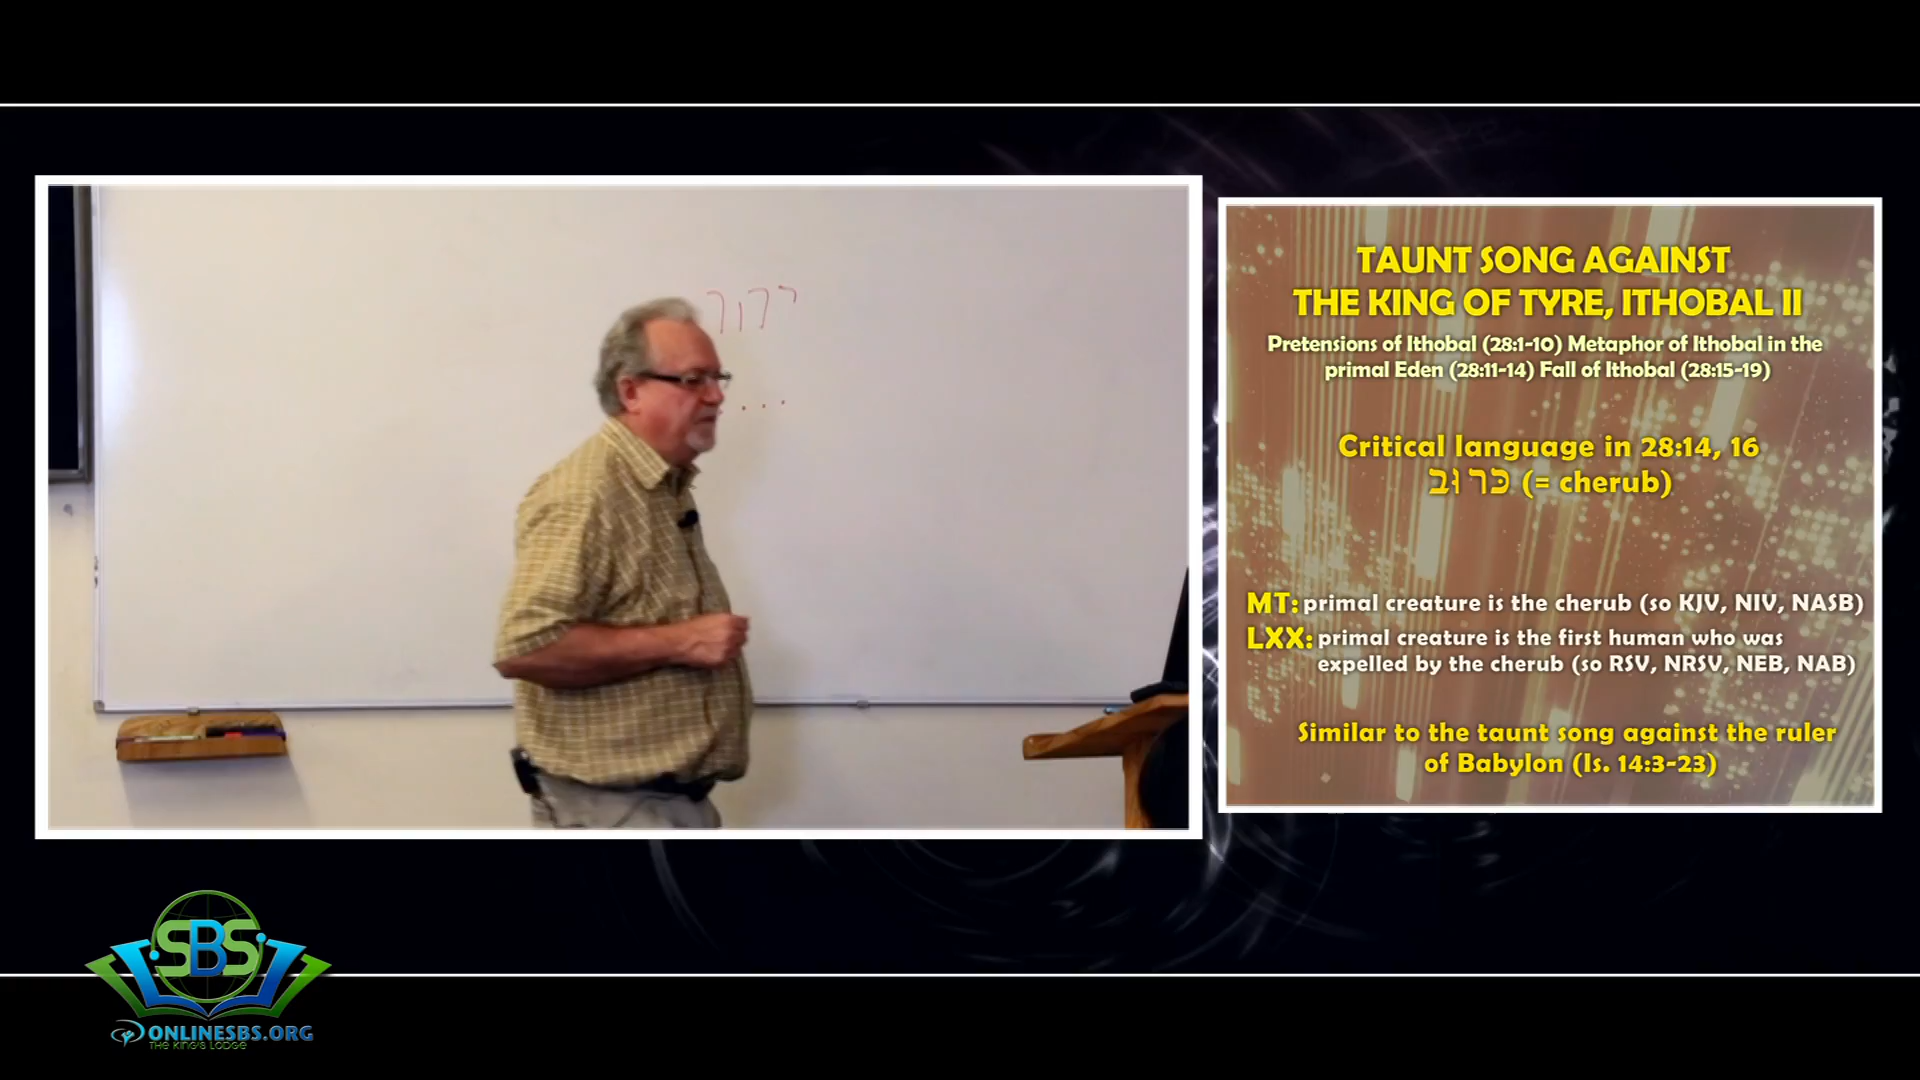 TAUNT SONG AGAINST
THE KING OF TYRE, ITHOBAL II
Pretensions of Ithobal (28:1-10) Metaphor of Ithobal in the
primal Eden (28:11-14) Fall of Ithobal (28:15-19)
Critical language in 28:14, 16
כּרוּב (= cherub)
MT: primal creature is the cherub (so KJV, NIV, NASB)
LXX: primal creature is the first human who was
expelled by the cherub (so RSV, NRSV, NEB, NAB)
Similar to the taunt song against the ruler
of Babylon (Is. 14:3-23)
SBS
ONLINESBS.ORG
THE KING'S LODGE